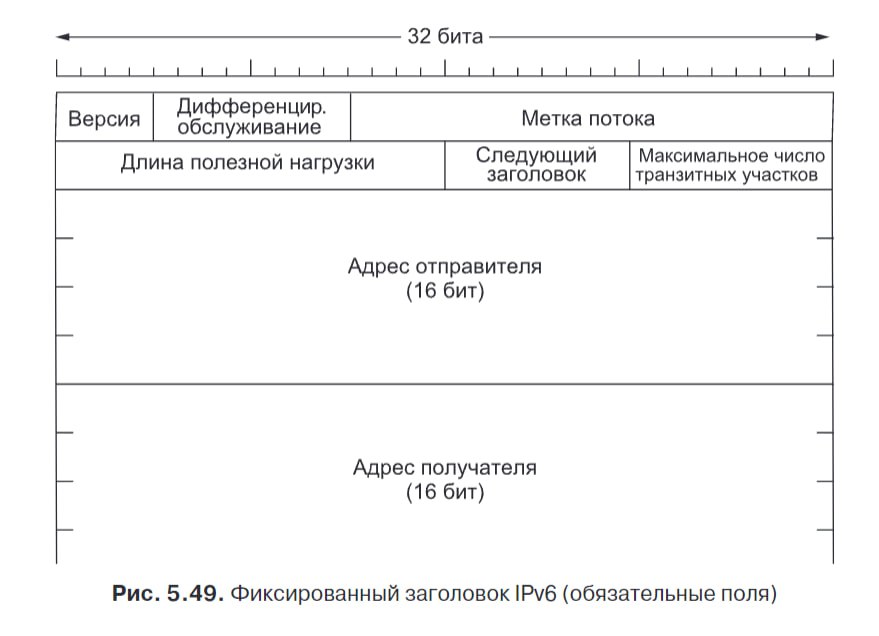 32 бита
Версия
Дифференцир.
обслуживание
Метка потока
Длина полезной нагрузки
Следующий
заголовок
Максимальное число
транзитных участков
Адрес отправителя
(16 бит)
Адрес получателя
(16 бит)
Рис. 5.49. Фиксированный заголовок IPv6 (обязательные поля)